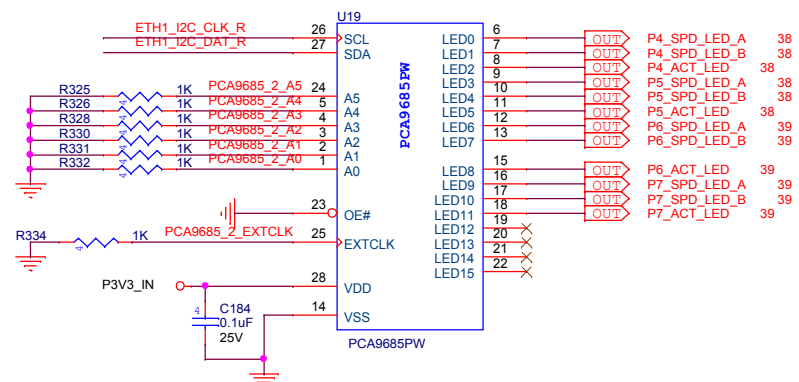 U19
ETH1_I2C_CLK_R 26 SCL LED0 6 OUT P4_SPD_LED_A 38
ETH1_I2C_DAT_R 27 SDA LED1 7 OUT P4_SPD_LED_B 38
LED2 8 OUT P4_ACT_LED 38
R325 1K PCA9685_2_A5 24 A5 LED3 9 OUT P5_SPD_LED_A 38
R326 1K PCA9685_2_A4 5 A4 LED4 10 OUT P5_SPD_LED_B 38
R328 1K PCA9685_2_A3 4 A3 LED5 11 OUT P5_ACT_LED 38
R330 1K PCA9685_2_A2 3 A2 LED6 12 OUT P6_SPD_LED_A 39
R331 1K PCA9685_2_A1 2 A1 LED7 13 OUT P6_SPD_LED_B 39
R332 1K PCA9685_2_A0 1 A0
4 4
PCA9685PW
LED8 15 OUT P6_ACT_LED 39
LED9 16 OUT P7_SPD_LED_A 39
LED10 17 OUT P7_SPD_LED_B 39
23 OE# LED11 18 OUT P7_ACT_LED 39
LED12 19
R334 4 1K PCA9685_2_EXTCLK 25 EXTCLK LED13 20
LED14 21
LED15 22
P3V3_IN 28 VDD
4 C184 14 VSS
0.1uF
25V
PCA9685PW